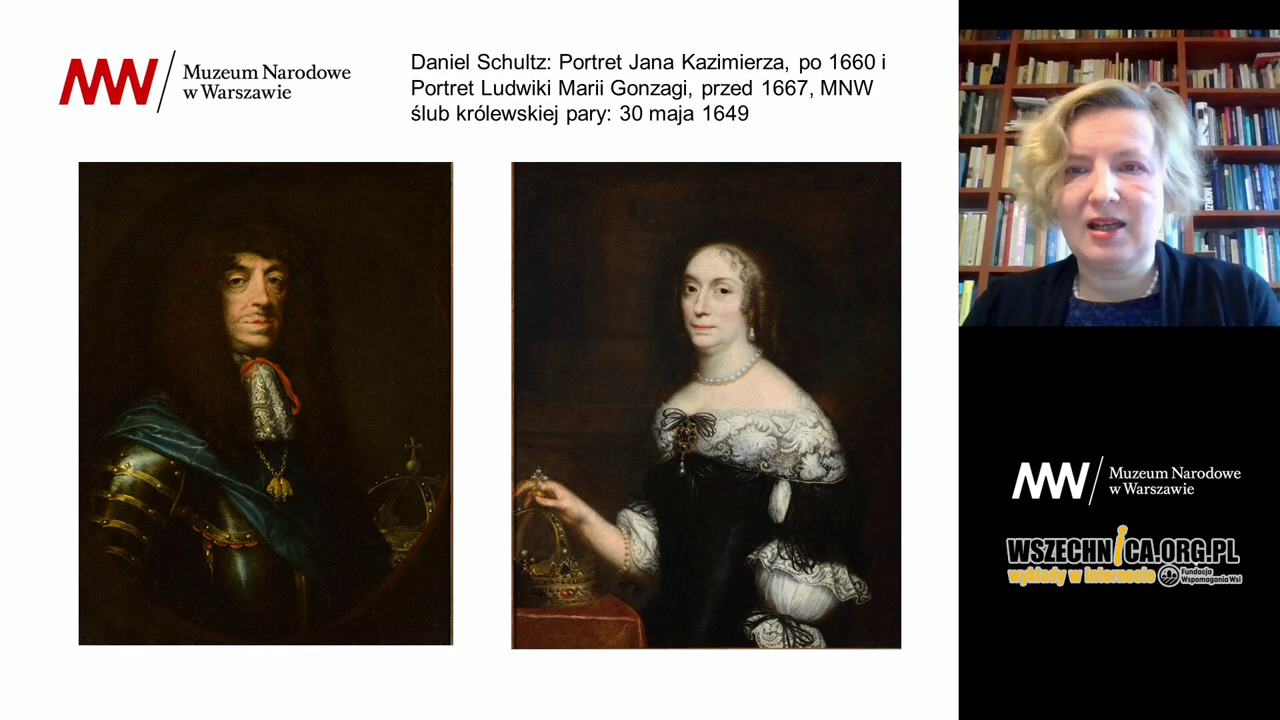 MNW
Muzeum Narodowe
w Warszawie
Daniel Schultz: Portret Jana Kazimierza, po 1660 i
Portret Ludwiki Marii Gonzagi, przed 1667, MNW
ślub królewskiej pary: 30 maja 1649
MNW
Muzeum Narodowe
w Warszawie
WSZECHNICA.ORG.PL
wykłady w internecie
Fundacja
Wspomagania Wsi